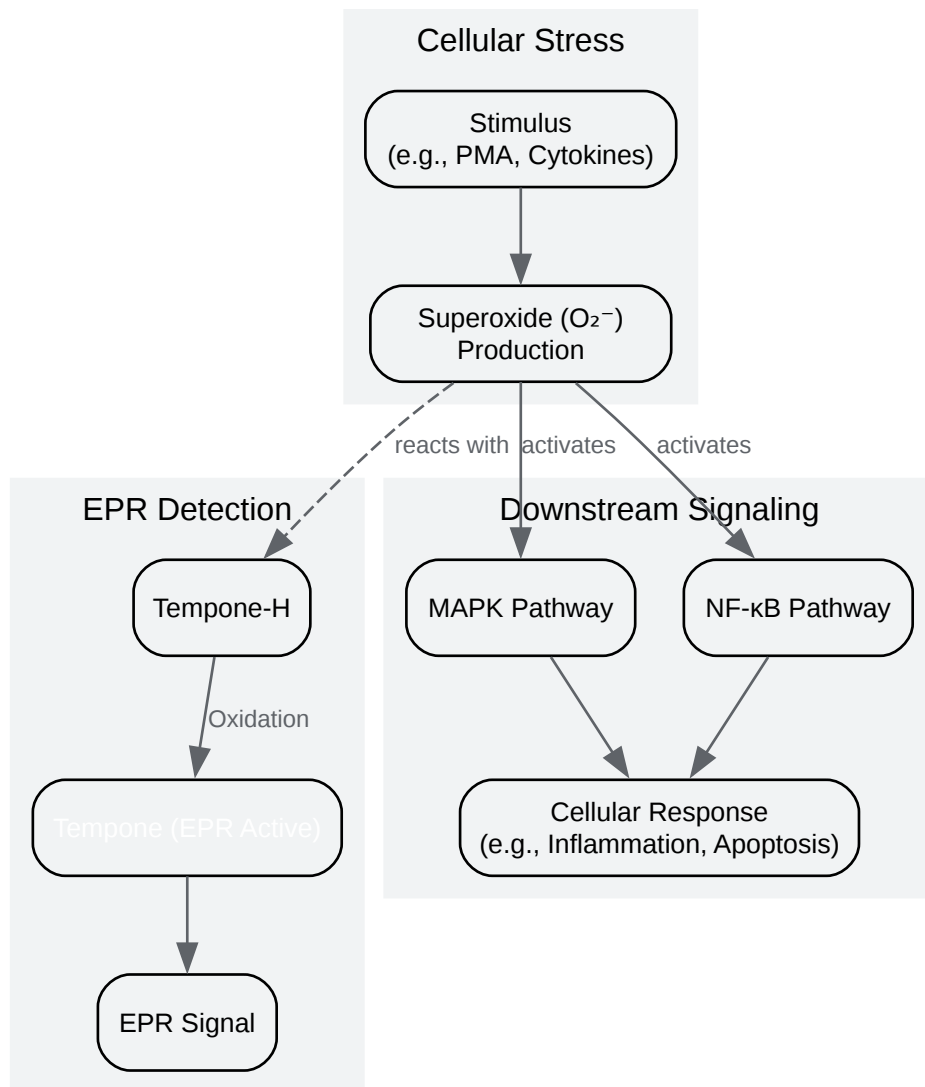 Cellular Stress
Stimulus
(e.g., PMA, Cytokines)
Superoxide (O₂⁻)
Production
reacts with
activates
activates
EPR Detection
Downstream Signaling
Tempone-H
MAPK Pathway
NF-κB Pathway
Oxidation
Tempone (EPR Active)
Cellular Response
(e.g., Inflammation, Apoptosis)
EPR Signal